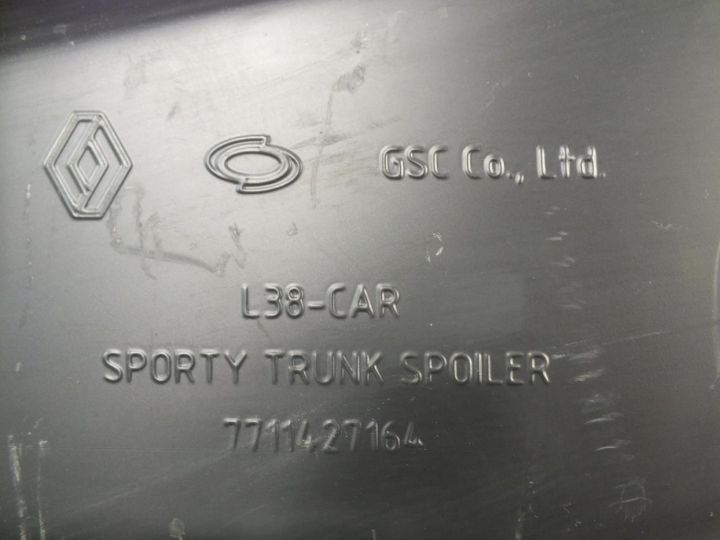 GSC Co., Ltd.
L38-CAR
SPORTY TRUNK SPOILER
7711427164